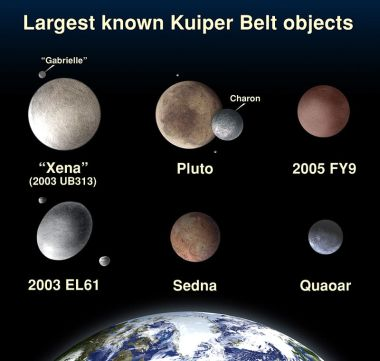 Largest known Kuiper Belt objects
“Gabrielle”
Charon
“Xena”
(2003 UB313)
Pluto
2005 FY9
2003 EL61
Sedna
Quaoar